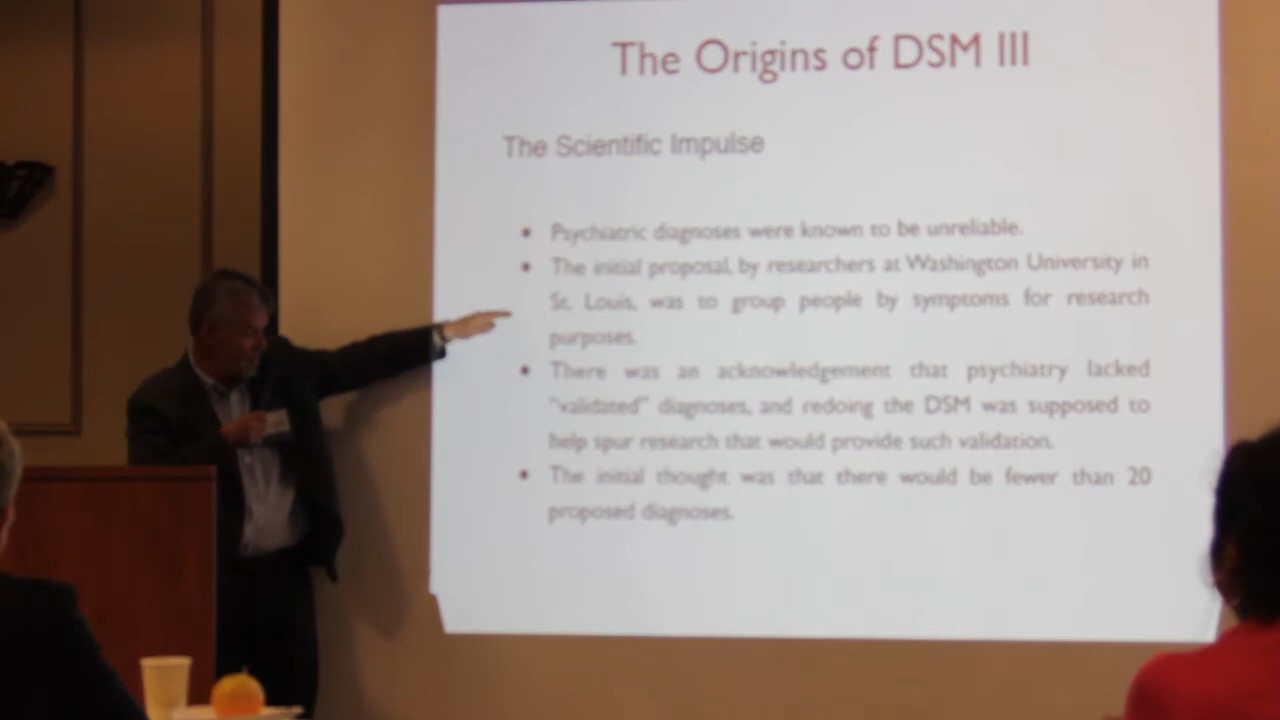 The Origins of DSM III
The Scientific Impulse
• Psychiatric diagnoses were known to be unreliable.
• The initial proposal, by researchers at Washington University in
St. Louis, was to group people by symptoms for research
purposes.
• There was an acknowledgement that psychiatry lacked
"validated" diagnoses, and redoing the DSM was supposed to
help spur research that would provide such validation.
• The initial thought was that there would be fewer than 20
proposed diagnoses.